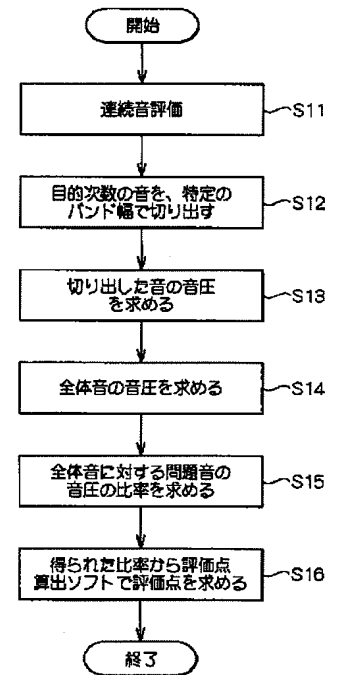 開始
連続音評価
S11
目的次数の音を、特定の
バンド幅で切り出す
S12
切り出した音の音圧
を求める
S13
全体音の音圧を求める
S14
全体音に対する問題音の
音圧の比率を求める
S15
得られた比率から評価点
算出ソフトで評価点を求める
S16
終了